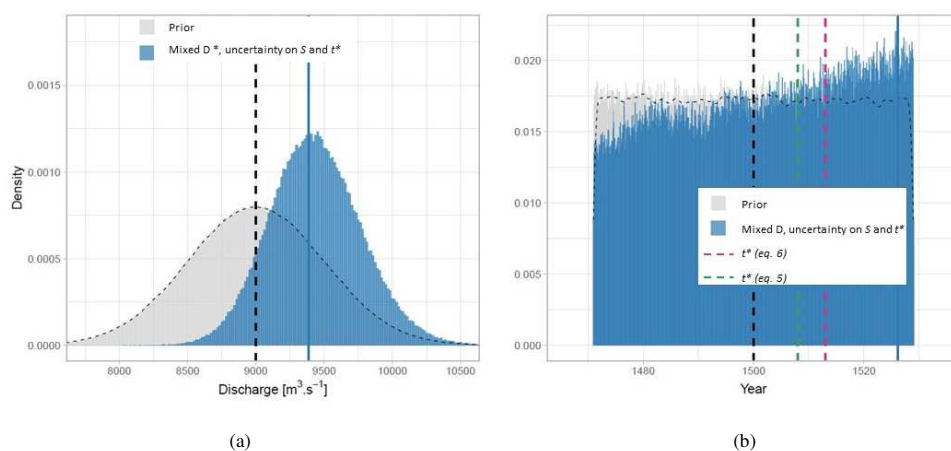 Prior
Mixed D *, uncertainty on S and t*
0.0015
0.0010
0.0005
0.0000
Density
8000 8500 9000 9500 10000 10500
Discharge [m³.s⁻¹]
(a)
0.020
0.015
0.010
0.005
0.000
Prior
Mixed D, uncertainty on S and t*
t* (eq. 6)
t* (eq. 5)
1480 1500 1520
Year
(b)